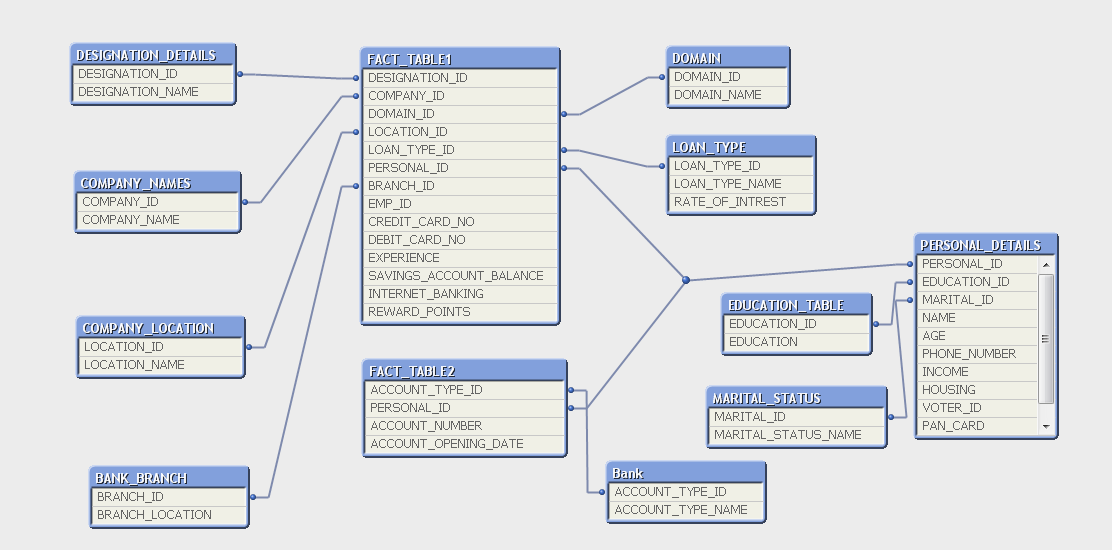 DESIGNATION_DETAILS
DESIGNATION_ID
DESIGNATION_NAME
COMPANY_NAMES
COMPANY_ID
COMPANY_NAME
COMPANY_LOCATION
LOCATION_ID
LOCATION_NAME
BANK_BRANCH
BRANCH_ID
BRANCH_LOCATION
FACT_TABLE1
DESIGNATION_ID
COMPANY_ID
DOMAIN_ID
LOCATION_ID
LOAN_TYPE_ID
PERSONAL_ID
BRANCH_ID
EMP_ID
CREDIT_CARD_NO
DEBIT_CARD_NO
EXPERIENCE
SAVINGS_ACCOUNT_BALANCE
INTERNET_BANKING
REWARD_POINTS
FACT_TABLE2
ACCOUNT_TYPE_ID
PERSONAL_ID
ACCOUNT_NUMBER
ACCOUNT_OPENING_DATE
DOMAIN
DOMAIN_ID
DOMAIN_NAME
LOAN_TYPE
LOAN_TYPE_ID
LOAN_TYPE_NAME
RATE_OF_INTREST
EDUCATION_TABLE
EDUCATION_ID
EDUCATION
MARITAL_STATUS
MARITAL_ID
MARITAL_STATUS_NAME
Bank
ACCOUNT_TYPE_ID
ACCOUNT_TYPE_NAME
PERSONAL_DETAILS
PERSONAL_ID
EDUCATION_ID
MARITAL_ID
NAME
AGE
PHONE_NUMBER
INCOME
HOUSING
VOTER_ID
PAN_CARD